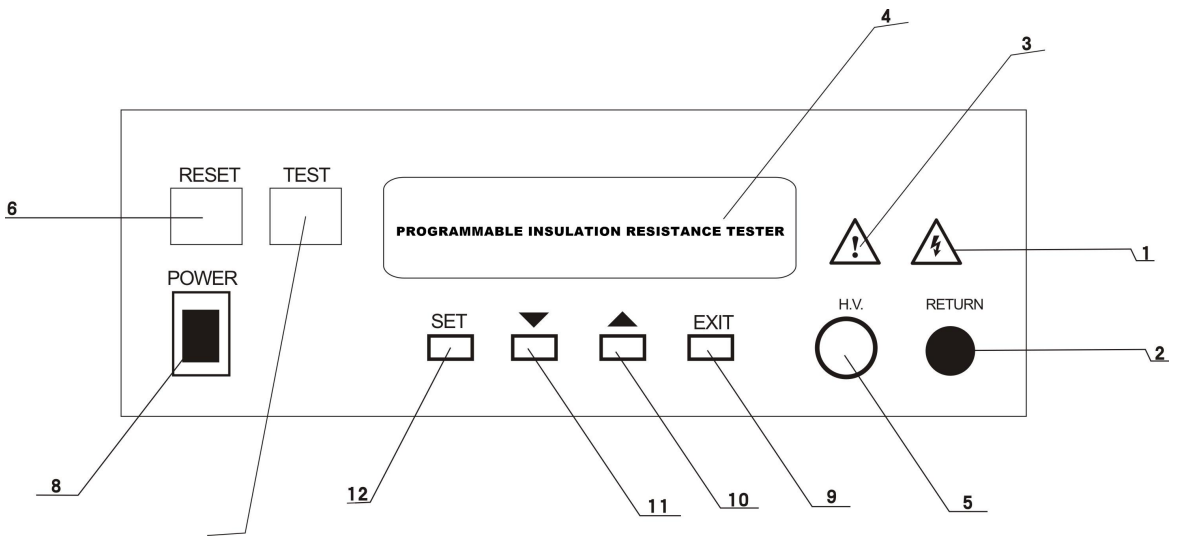 4
3
RESET TEST
6
PROGRAMMABLE INSULATION RESISTANCE TESTER
!
1
POWER
H.V. RETURN
SET EXIT
2
8
12
11
10
9
5